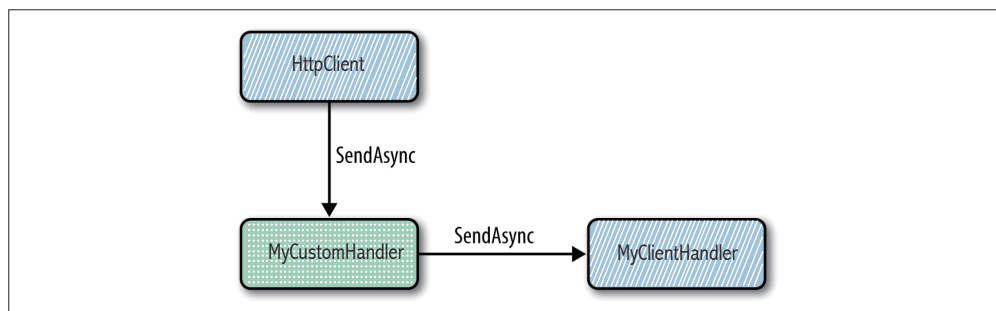 HttpClient
SendAsync
SendAsync
MyCustomHandler
MyClientHandler